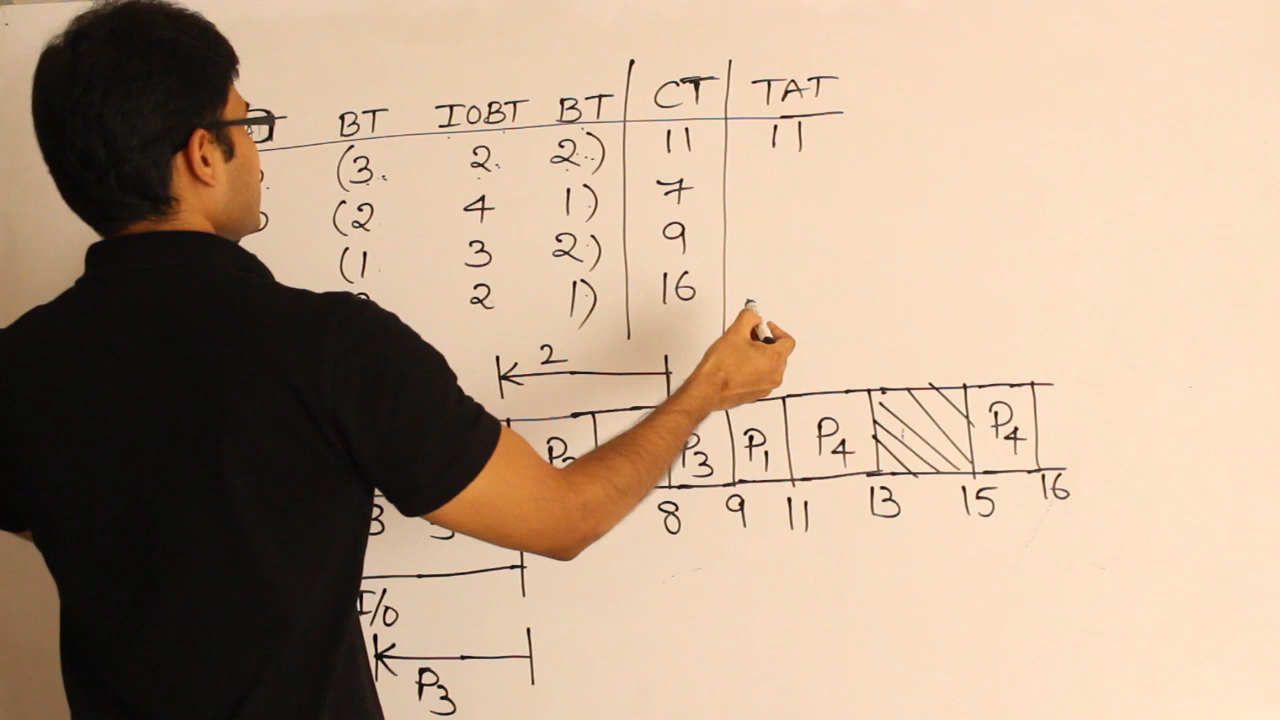 BT IOBT BT CT TAT
(3 2 2) 11 11
(2 4 1) 7
(1 3 2) 9
2 1) 16
2
P3 P1 P4 P4
8 9 11 13 15 16
I/O
P3